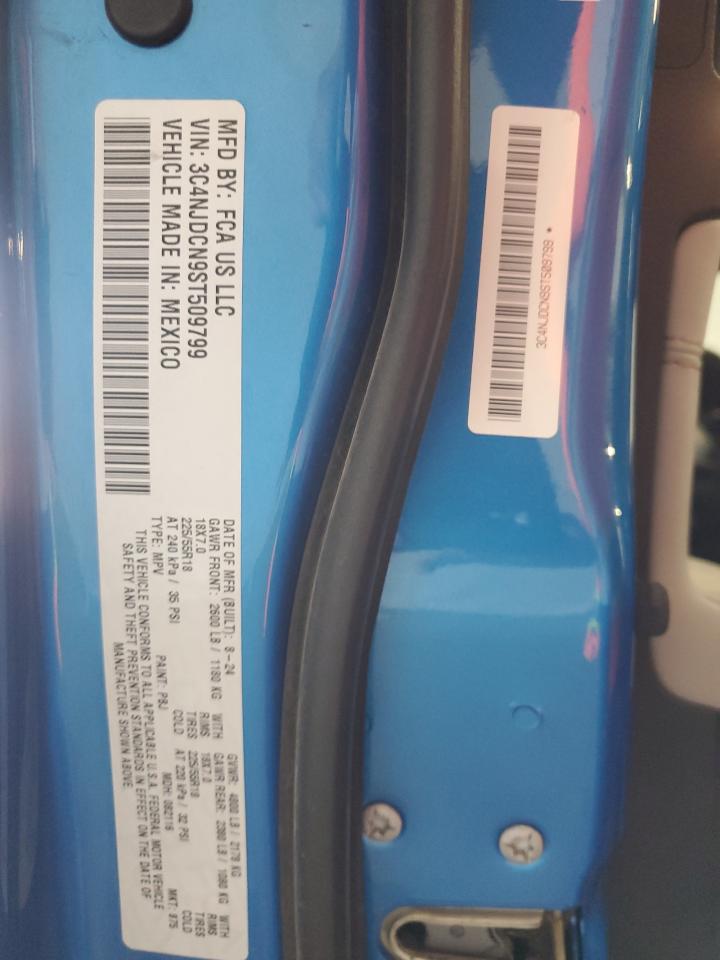 MFD BY: FCA US LLC
VIN: 3C4NJDCN9ST509799
VEHICLE MADE IN: MEXICO
DATE OF MFR (BUILT): 8-24 GVWR: 4800 LB / 2178 KG
GAWR FRONT: 2600 LB / 1180 KG WITH GAWR REAR: 2380 LB / 1080 KG WITH
18X7.0 RIMS 18X7.0 RIMS
225/55R18 TIRES 225/55R18 TIRES
AT 240 kPa / 35 PSI COLD AT 220 kPa / 32 PSI COLD
TYPE: MPV PAINT: PBJ MDH: 082116 MKT: 875
THIS VEHICLE CONFORMS TO ALL APPLICABLE U.S.A. FEDERAL MOTOR VEHICLE
SAFETY AND THEFT PREVENTION STANDARDS IN EFFECT ON THE DATE OF
MANUFACTURE SHOWN ABOVE.
3C4NJDCN9ST509799 *